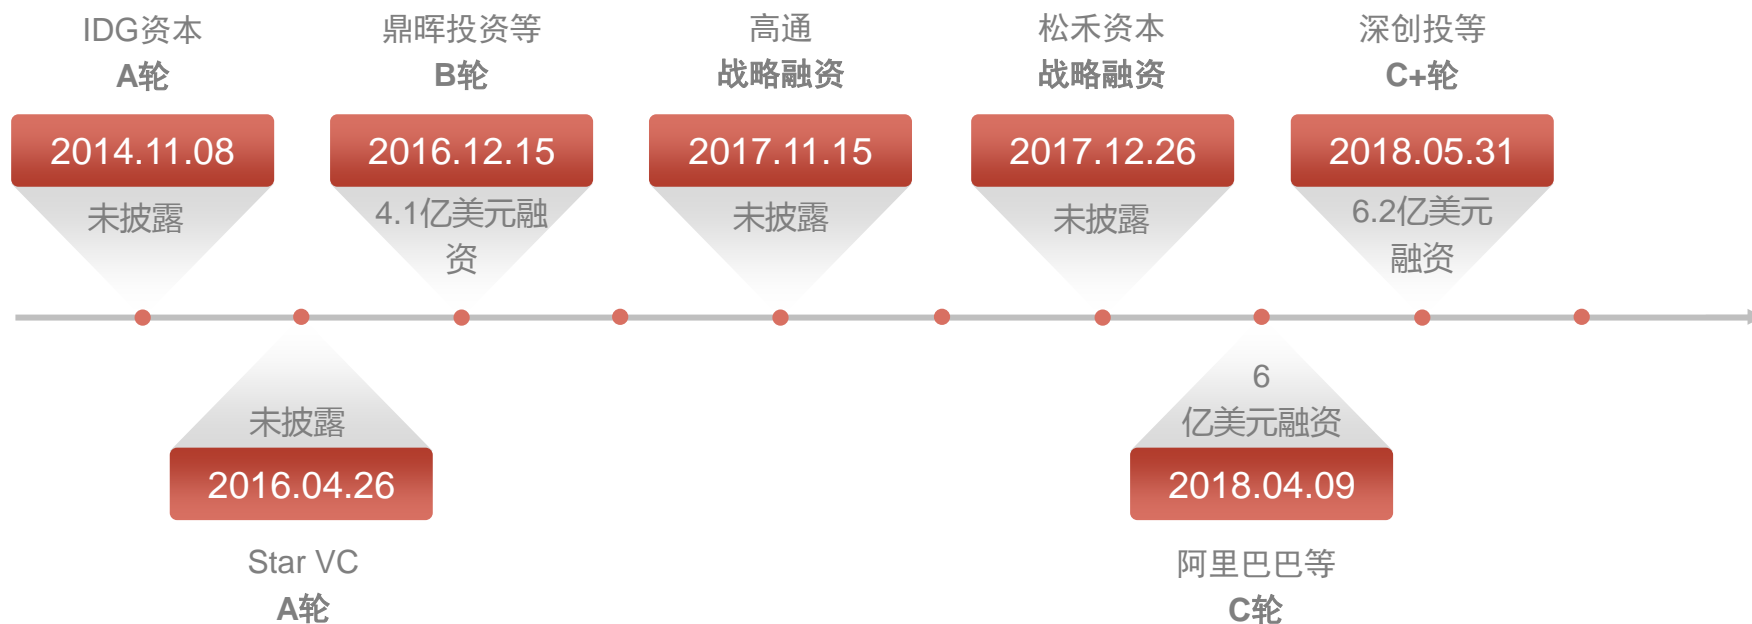 IDG资本
A轮
2014.11.08
未披露
鼎晖投资等
B轮
2016.12.15
4.1亿美元融
资
高通
战略融资
2017.11.15
未披露
松禾资本
战略融资
2017.12.26
未披露
深创投等
C+轮
2018.05.31
6.2亿美元
融资
未披露
2016.04.26
Star VC
A轮
6
亿美元融资
2018.04.09
阿里巴巴等
C轮